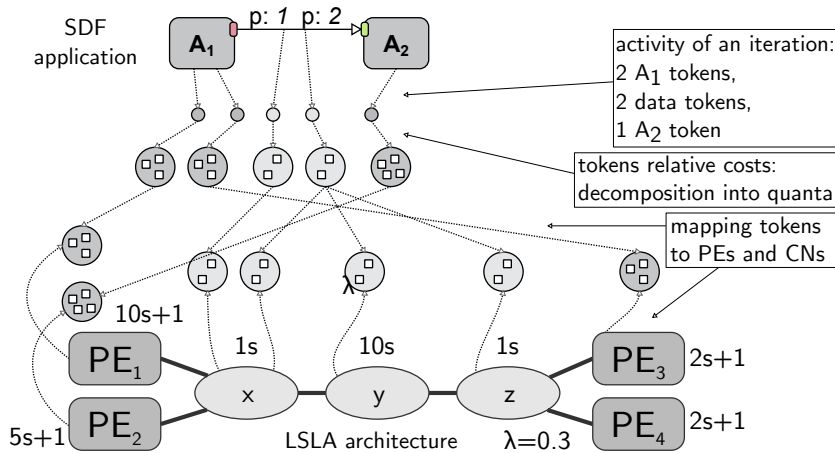 SDF
application
A₁
p: 1
p: 2
A₂
activity of an iteration:
2 A₁ tokens,
2 data tokens,
1 A₂ token
tokens relative costs:
decomposition into quanta
mapping tokens
to PEs and CNs
λ
10s+1
PE₁
1s
10s
1s
PE₃
2s+1
x
y
z
5s+1
PE₂
LSLA architecture
λ=0.3
PE₄
2s+1